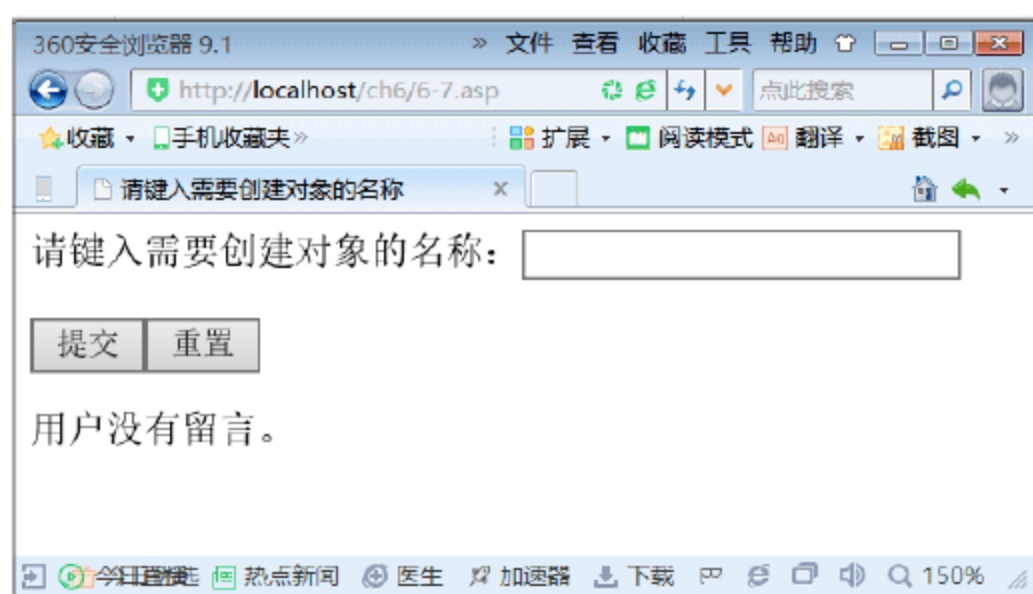 360安全浏览器 9.1 » 文件 查看 收藏 工具 帮助
http://localhost/ch6/6-7.asp 点此搜索
收藏 手机收藏夹» 扩展 阅读模式 Aあ 翻译 截图 »
请键入需要创建对象的名称 ×
请键入需要创建对象的名称：
提交 重置
用户没有留言。
热点新闻 医生 加速器 下载 150%